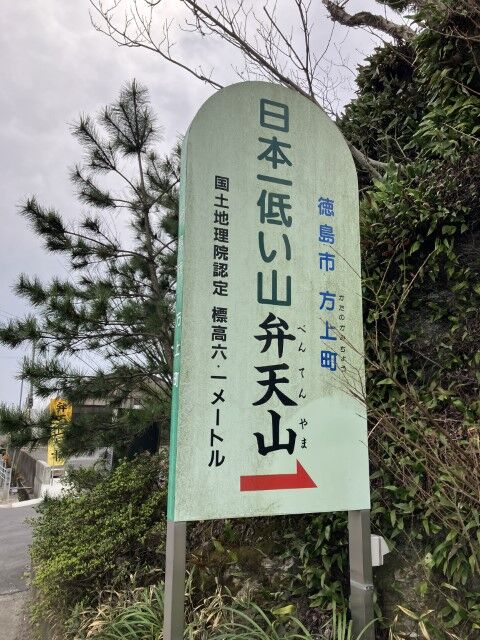 徳島市 方上町
かたのかみちょう
日本一低い山
弁天山
べんてんやま
国土地理院認定 標高六・一メートル